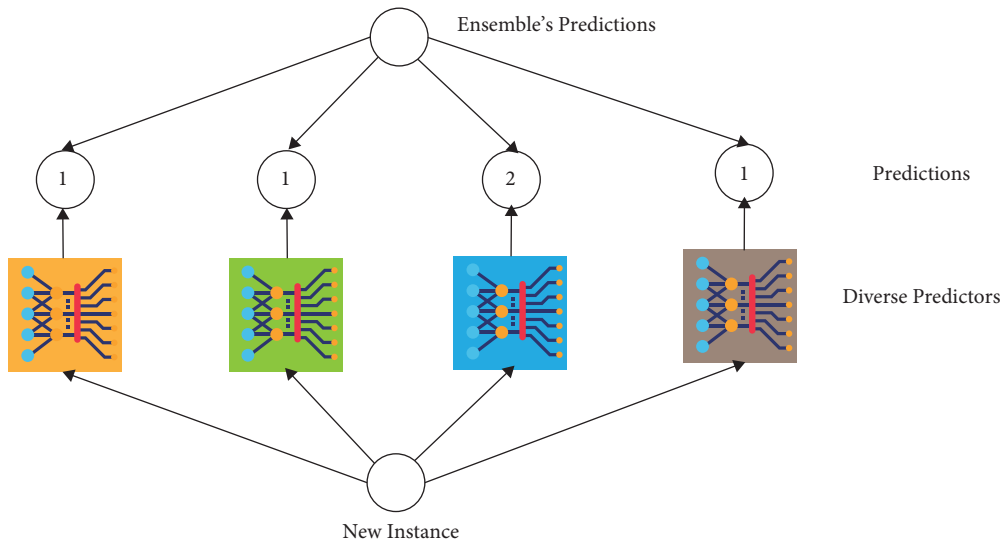 Ensemble's Predictions
1
1
2
1
Predictions
Diverse Predictors
New Instance